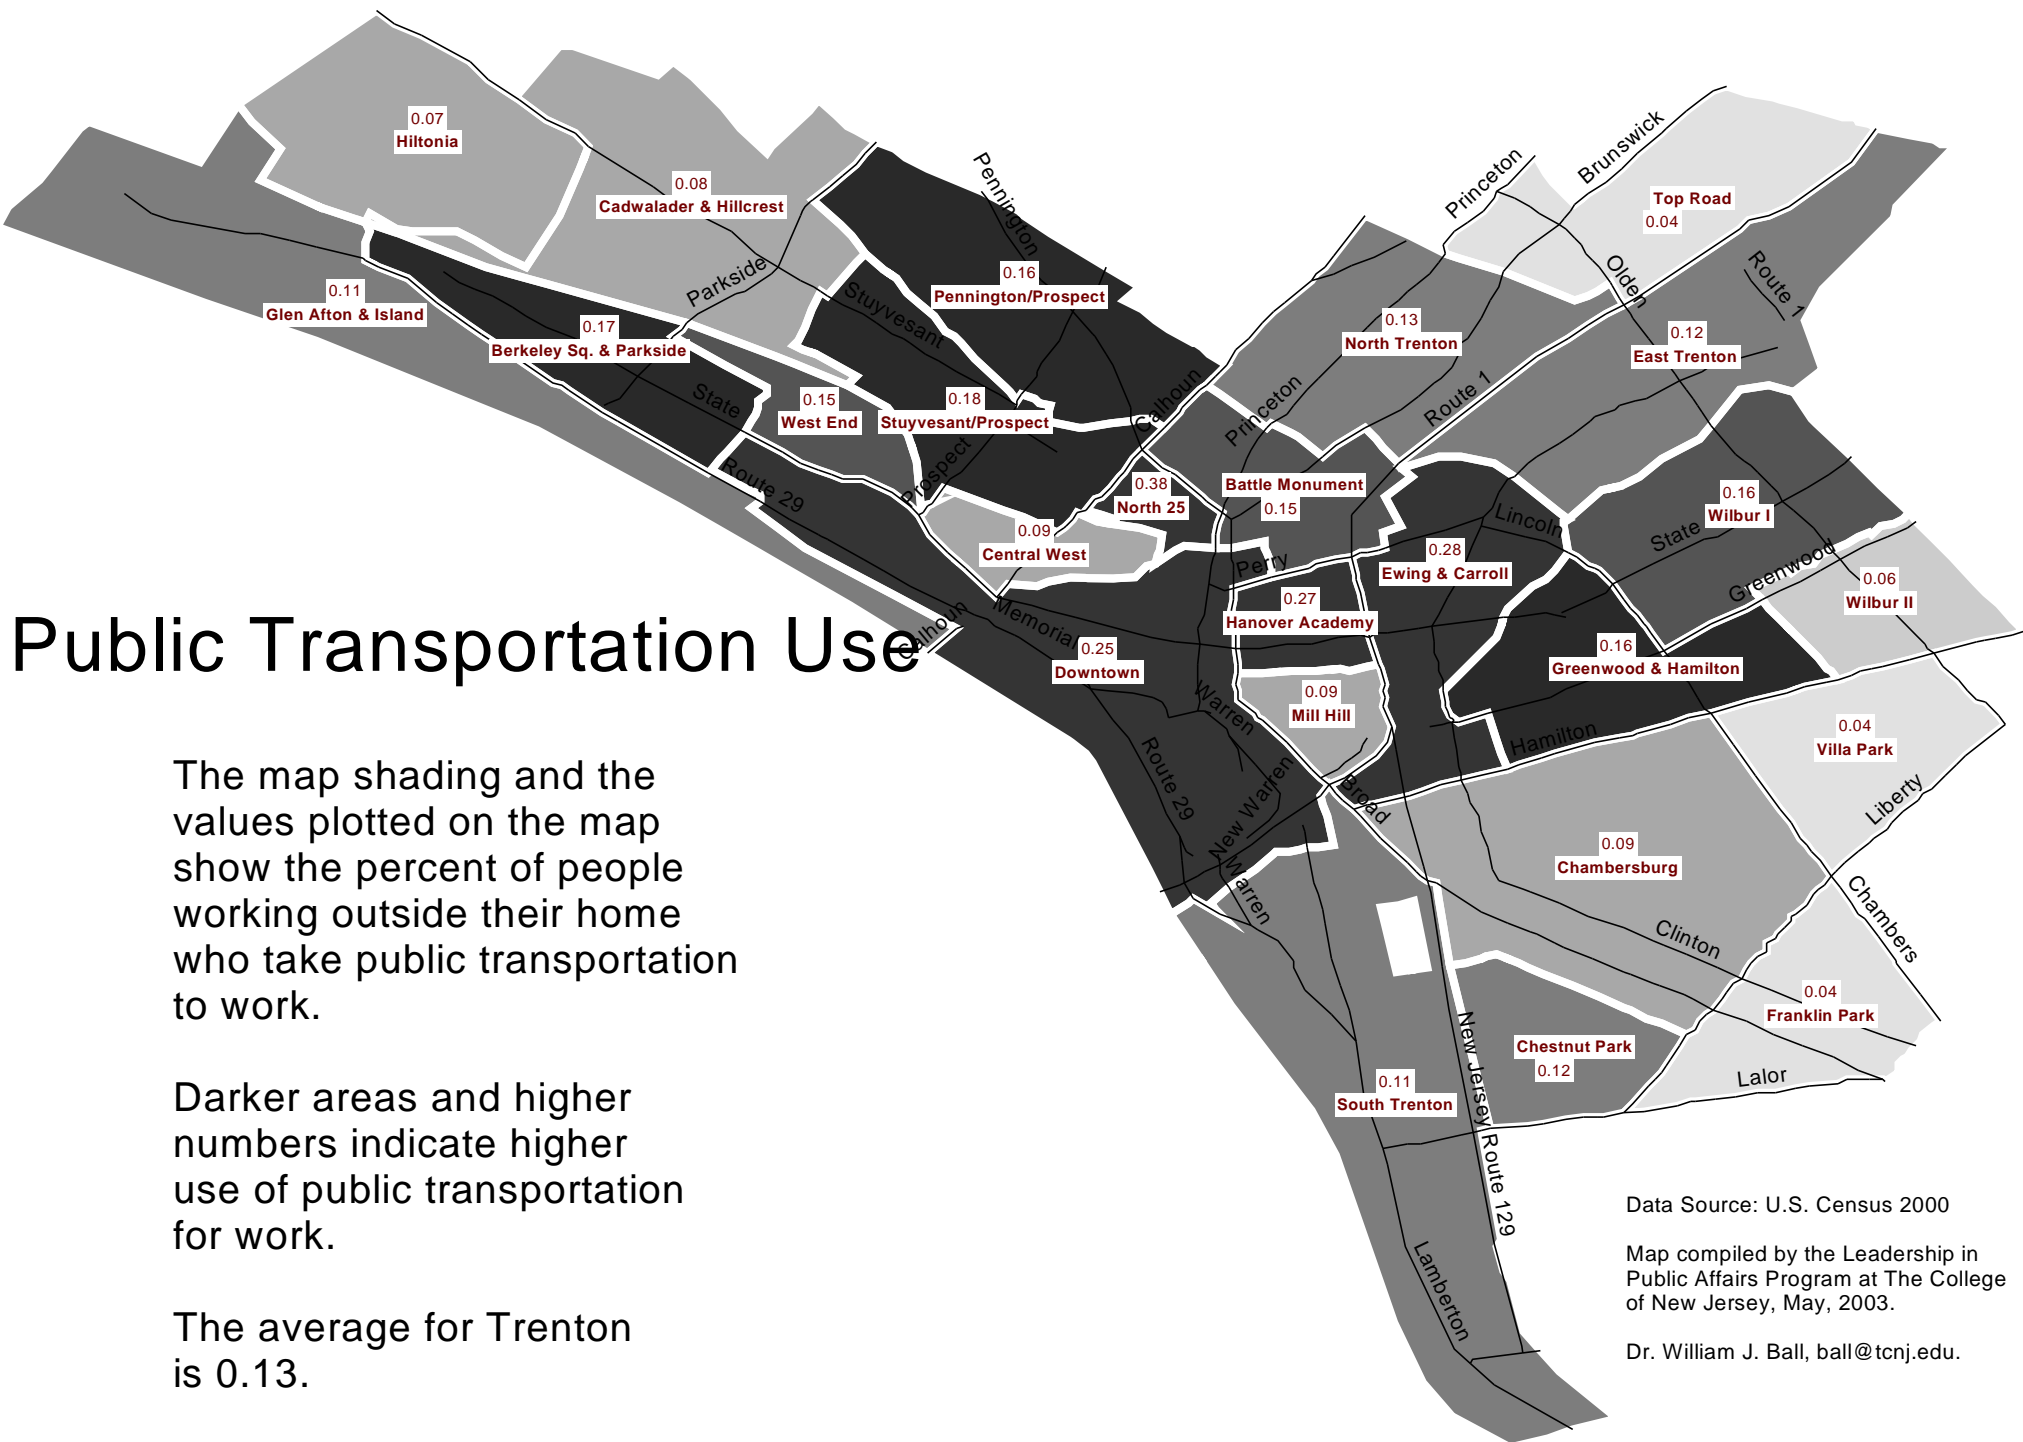 0.07
Hiltonia
0.08
Cadwalader & Hillcrest
Pennington
Princeton
Brunswick
Top Road
0.04
0.16
Pennington/Prospect
Parkside
Stuyvesant
Olden
Route 1
0.11
Glen Afton & Island
0.17
Berkeley Sq. & Parkside
0.13
North Trenton
0.12
East Trenton
State
0.15
West End
0.18
Stuyvesant/Prospect
Calhoun
Princeton
Route 1
Prospect
Route 29
0.38
North 25
Battle Monument
0.15
Lincoln
0.16
Wilbur I
State
0.09
Central West
Perry
0.28
Ewing & Carroll
Greenwood
0.06
Wilbur II
0.27
Hanover Academy
Public Transportation Use
Calhoun
Memorial
0.25
Downtown
0.16
Greenwood & Hamilton
Warren
0.09
Mill Hill
Hamilton
0.04
Villa Park
Route 29
New Warren
Broad
Liberty
Warren
0.09
Chambersburg
Chambers
Clinton
The map shading and the
values plotted on the map
show the percent of people
working outside their home
who take public transportation
to work.
0.04
Franklin Park
Chestnut Park
0.12
Lalor
0.11
South Trenton
New Jersey Route 129
Lamberton
Darker areas and higher
numbers indicate higher
use of public transportation
for work.
The average for Trenton
is 0.13.
Data Source: U.S. Census 2000
Map compiled by the Leadership in
Public Affairs Program at The College
of New Jersey, May, 2003.
Dr. William J. Ball, ball@tcnj.edu.